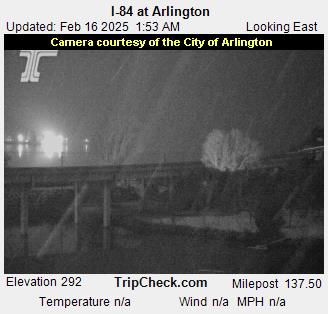 I-84 at Arlington
Updated: Feb 16 2025 1:53 AM Looking East
Camera courtesy of the City of Arlington
Elevation 292 TripCheck.com Milepost 137.50
Temperature n/a Wind n/a MPH n/a